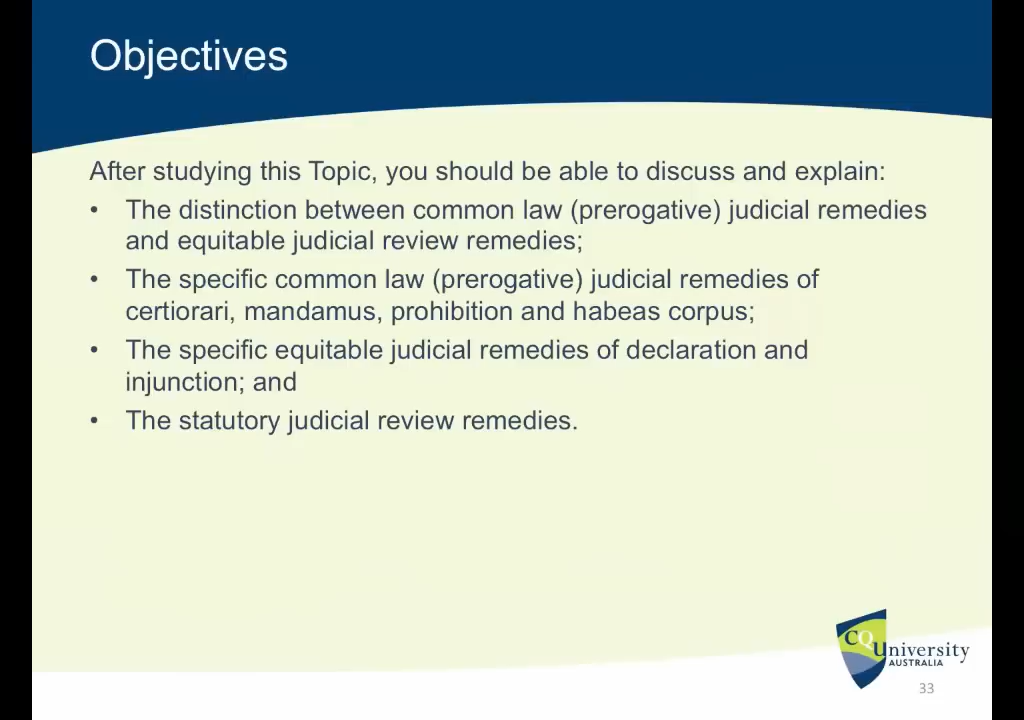 Objectives
After studying this Topic, you should be able to discuss and explain:
• The distinction between common law (prerogative) judicial remedies
and equitable judicial review remedies;
• The specific common law (prerogative) judicial remedies of
certiorari, mandamus, prohibition and habeas corpus;
• The specific equitable judicial remedies of declaration and
injunction; and
• The statutory judicial review remedies.
CQUniversity
AUSTRALIA
33